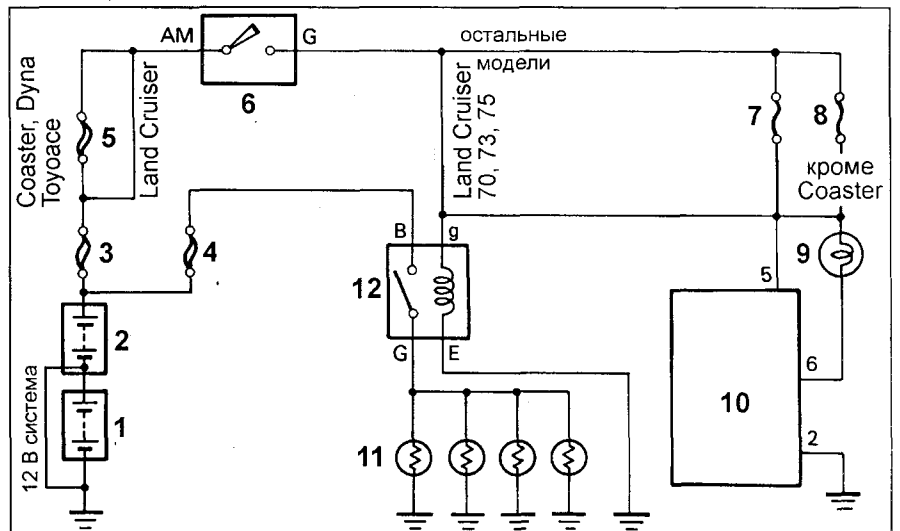 AM
G
6
остальные
модели
Coaster, Dyna
Toyoace
5
Land Cruiser
Land Cruiser
70, 73, 75
7
8
кроме
Coaster
3
4
B
g
12
G
E
9
5
6
10
2
2
1
12 В система
11